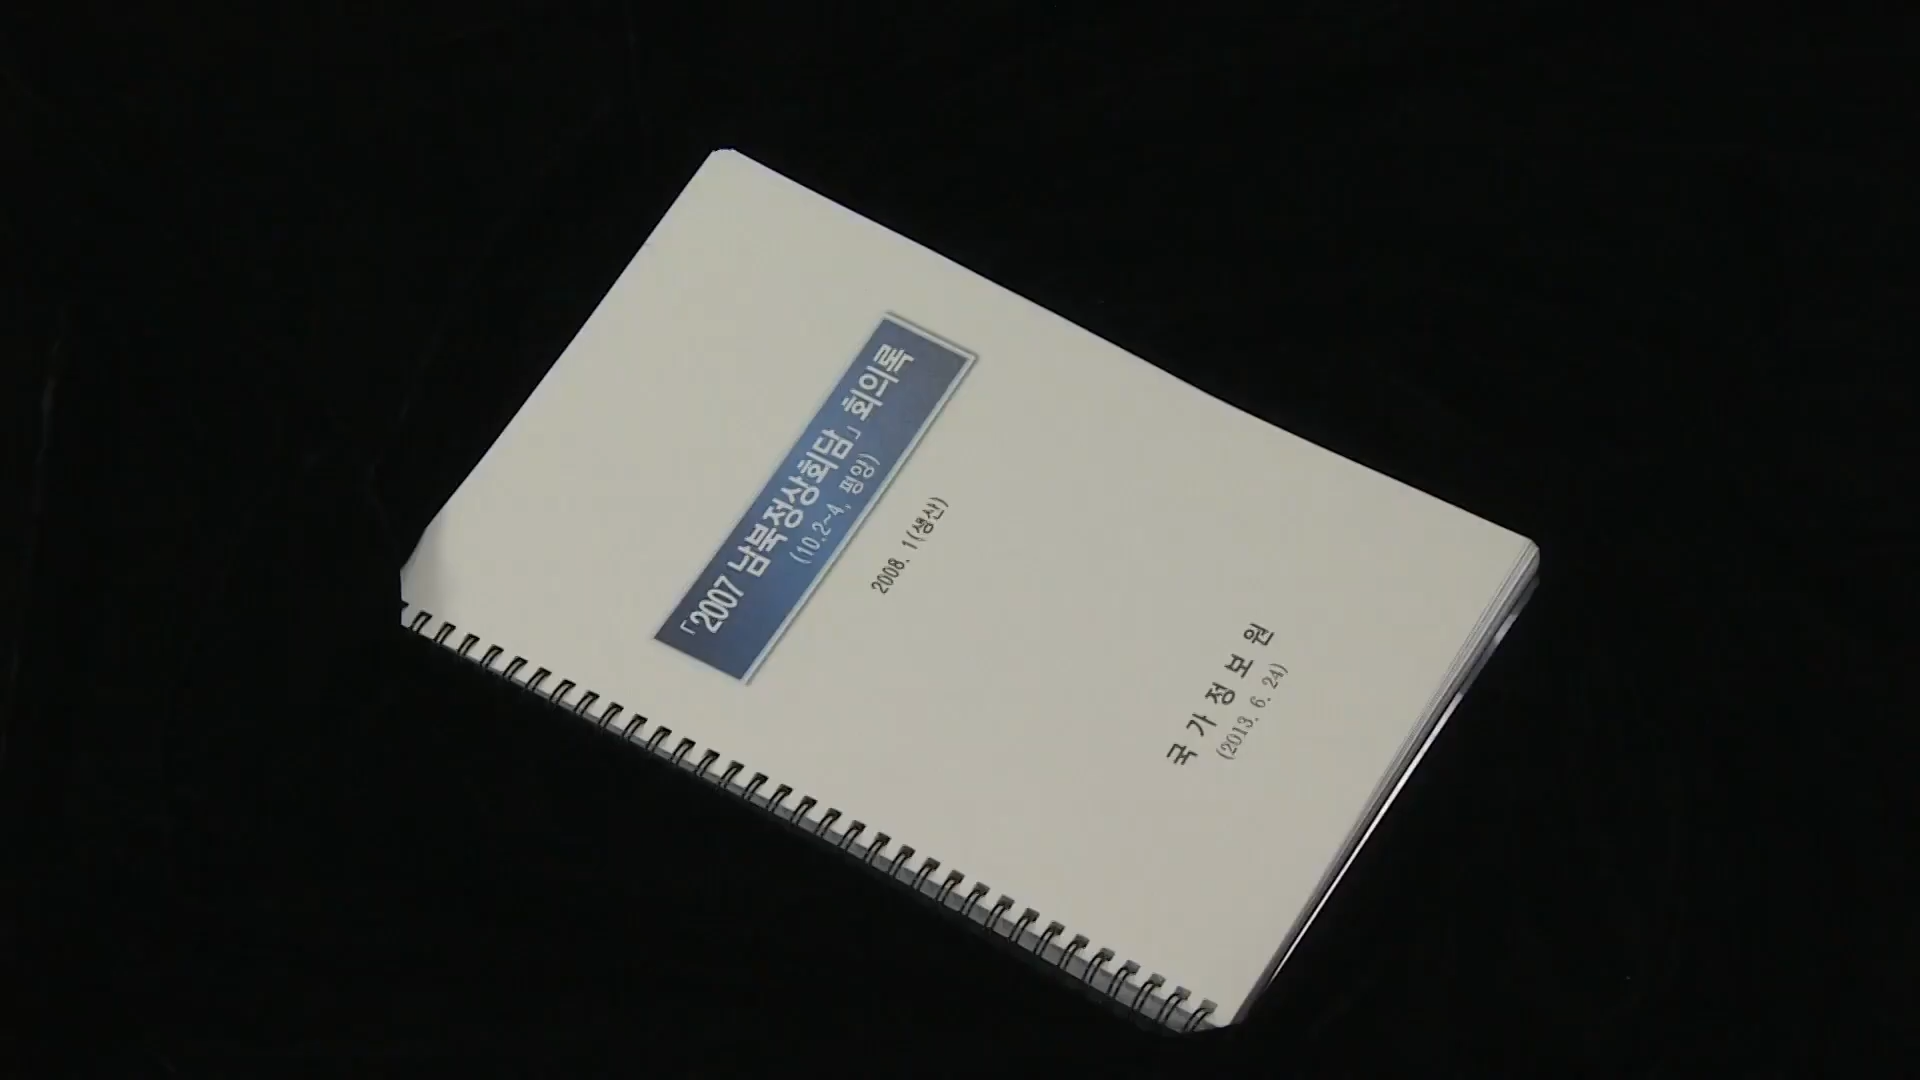 「2007 남북정상회담」 회의록
(10.2~4, 평양)
2008. 1(생산)
국가정보원
(2013. 6. 24)